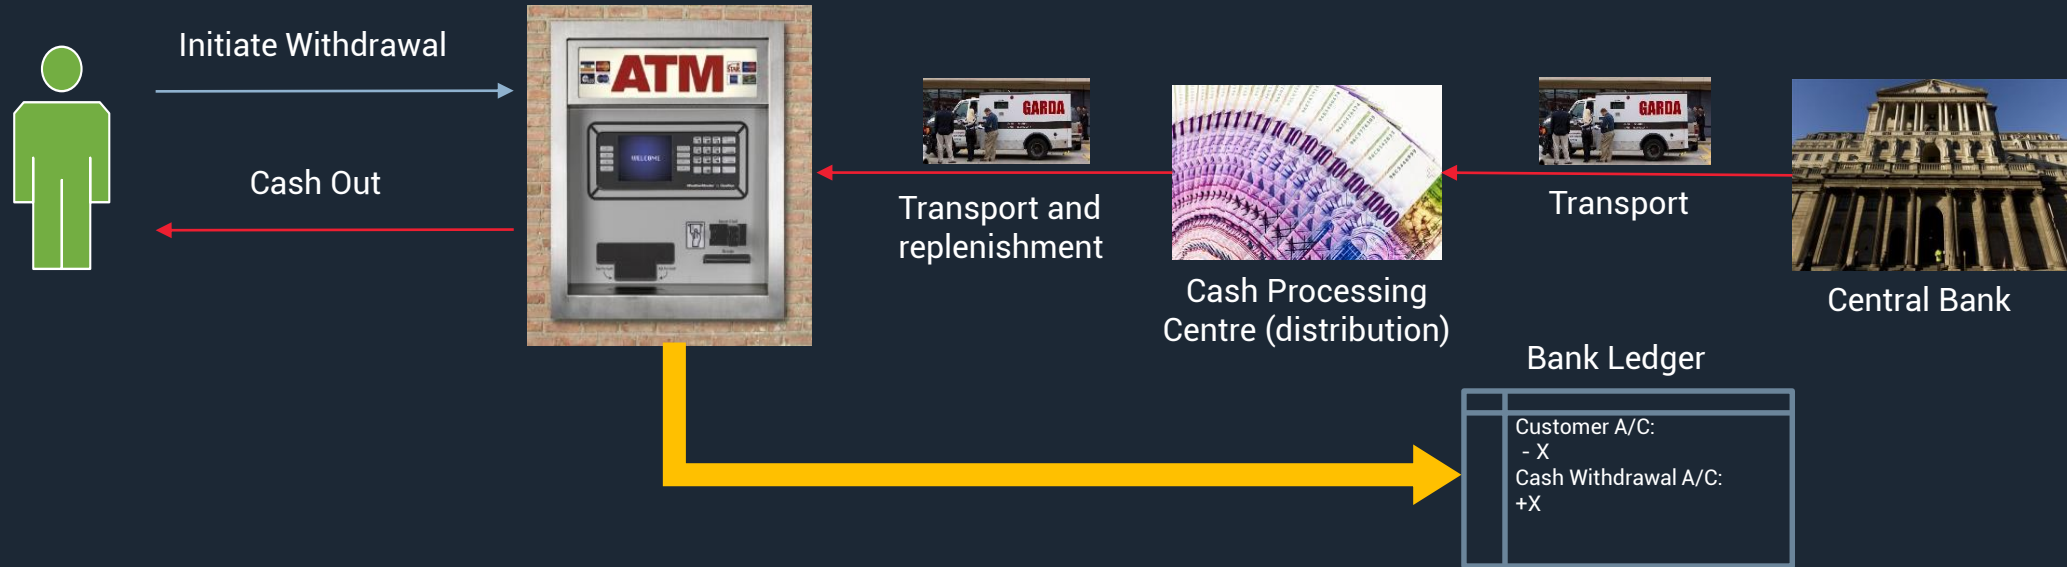 Initiate Withdrawal
Cash Out
ATM
WELCOME
GARDA
Transport and
replenishment
Cash Processing
Centre (distribution)
GARDA
Transport
Central Bank
Bank Ledger
Customer A/C:
- X
Cash Withdrawal A/C:
+X